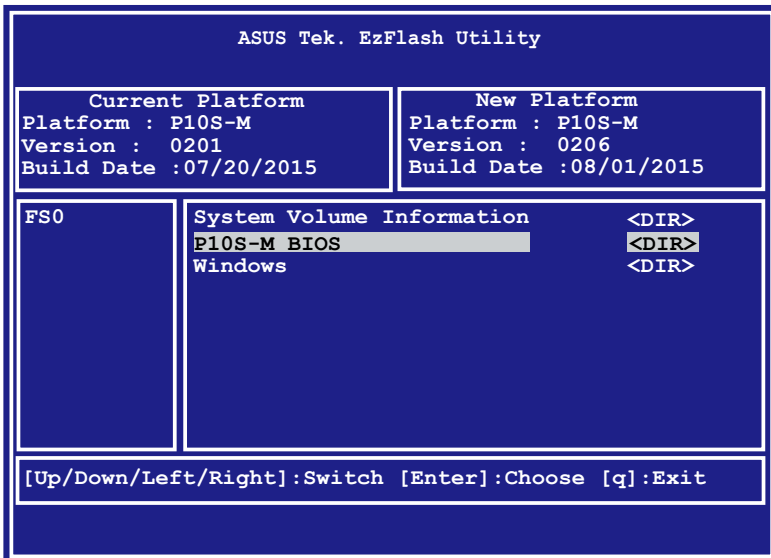 ASUS Tek. EzFlash Utility
Current Platform
Platform : P10S-M
Version : 0201
Build Date :07/20/2015
New Platform
Platform : P10S-M
Version : 0206
Build Date :08/01/2015
FS0
System Volume Information <DIR>
P10S-M BIOS <DIR>
Windows <DIR>
[Up/Down/Left/Right]:Switch [Enter]:Choose [q]:Exit